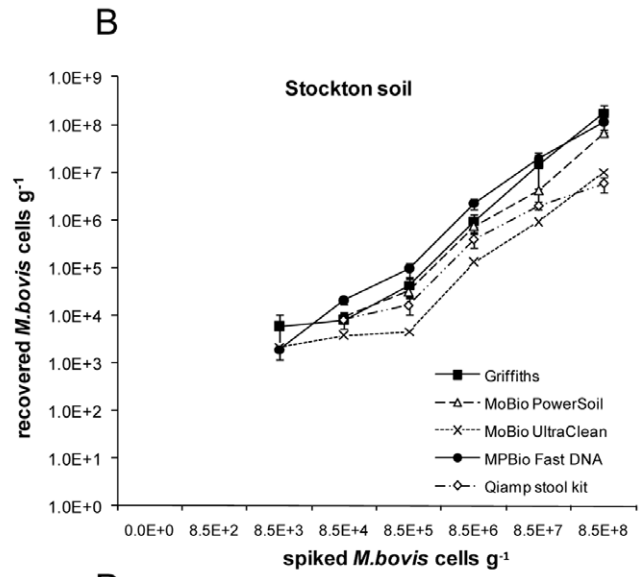 B
Stockton soil
1.0E+9
1.0E+8
1.0E+7
1.0E+6
1.0E+5
1.0E+4
1.0E+3
1.0E+2
1.0E+1
1.0E+0
recovered M.bovis cells g-1
Griffiths
MoBio PowerSoil
MoBio UltraClean
MPBio Fast DNA
Qiamp stool kit
0.0E+0 8.5E+2 8.5E+3 8.5E+4 8.5E+5 8.5E+6 8.5E+7 8.5E+8
spiked M.bovis cells g-1